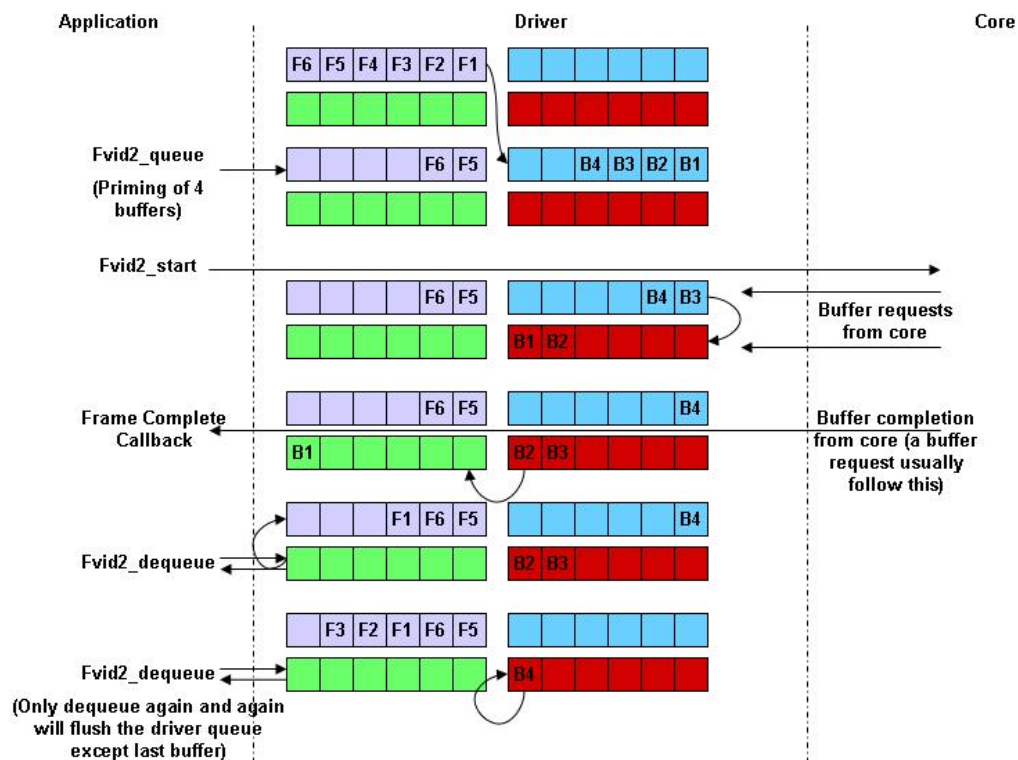 Application Driver Core
F6 F5 F4 F3 F2 F1
Fvid2_queue
(Priming of 4
buffers)
F6 F5 B4 B3 B2 B1
Fvid2_start
F6 F5 B4 B3
B1 B2
Buffer requests
from core
Frame Complete
Callback
F6 F5 B4
B1 B2 B3
Buffer completion
from core (a buffer
request usually
follow this)
F1 F6 F5 B4
Fvid2_dequeue
B2 B3
F3 F2 F1 F6 F5
Fvid2_dequeue
B4
(Only dequeue again and again
will flush the driver queue
except last buffer)